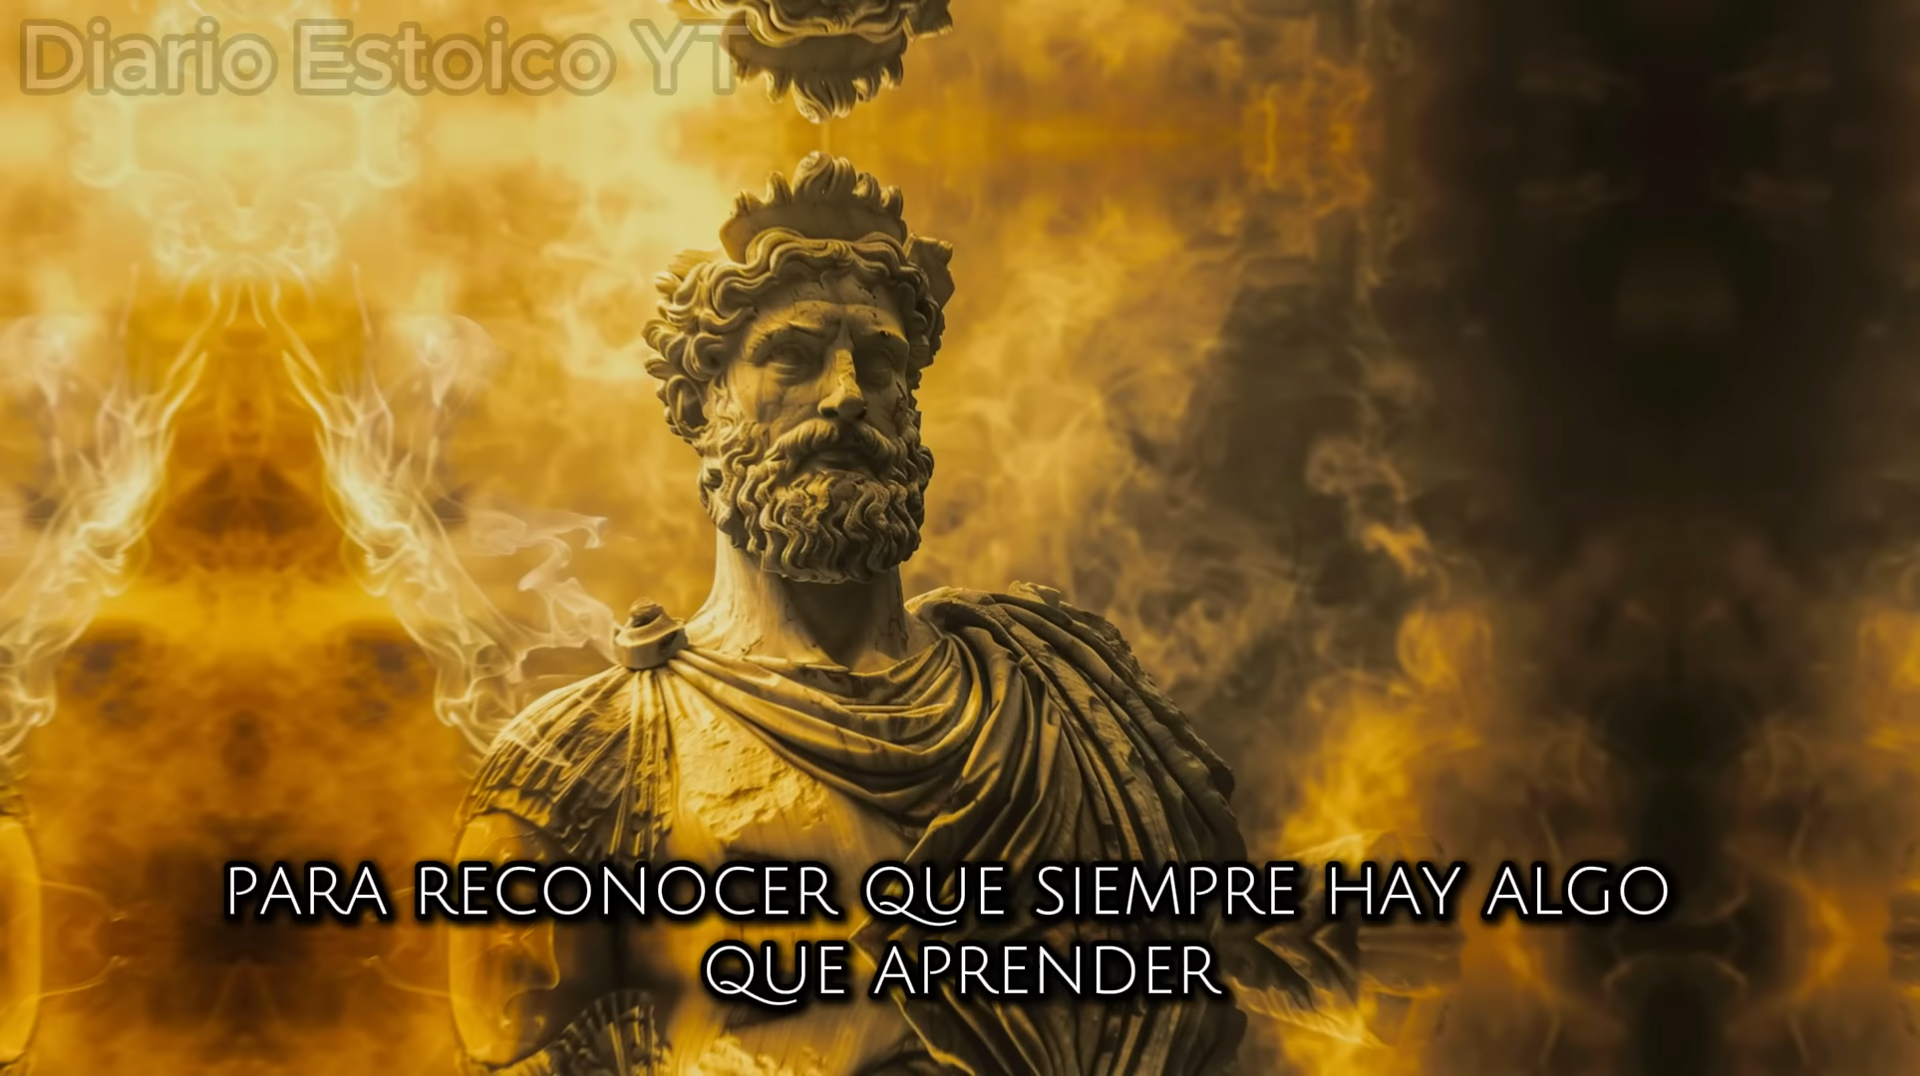 Diario Estoico YT
PARA RECONOCER QUE SIEMPRE HAY ALGO
QUE APRENDER